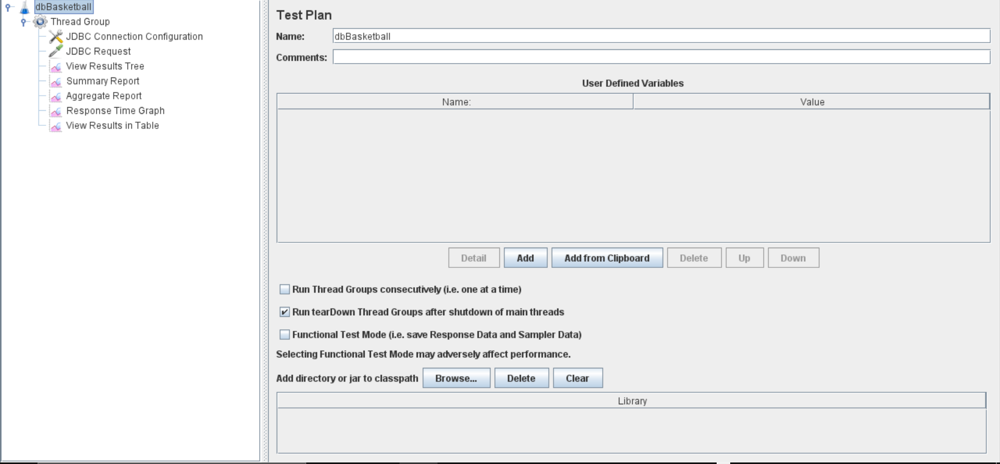 dbBasketball
Thread Group
JDBC Connection Configuration
JDBC Request
View Results Tree
Summary Report
Aggregate Report
Response Time Graph
View Results in Table
Test Plan
Name: dbBasketball
Comments:
User Defined Variables
Name: Value
Detail Add Add from Clipboard Delete Up Down
Run Thread Groups consecutively (i.e. one at a time)
Run tearDown Thread Groups after shutdown of main threads
Functional Test Mode (i.e. save Response Data and Sampler Data)
Selecting Functional Test Mode may adversely affect performance.
Add directory or jar to classpath Browse... Delete Clear
Library